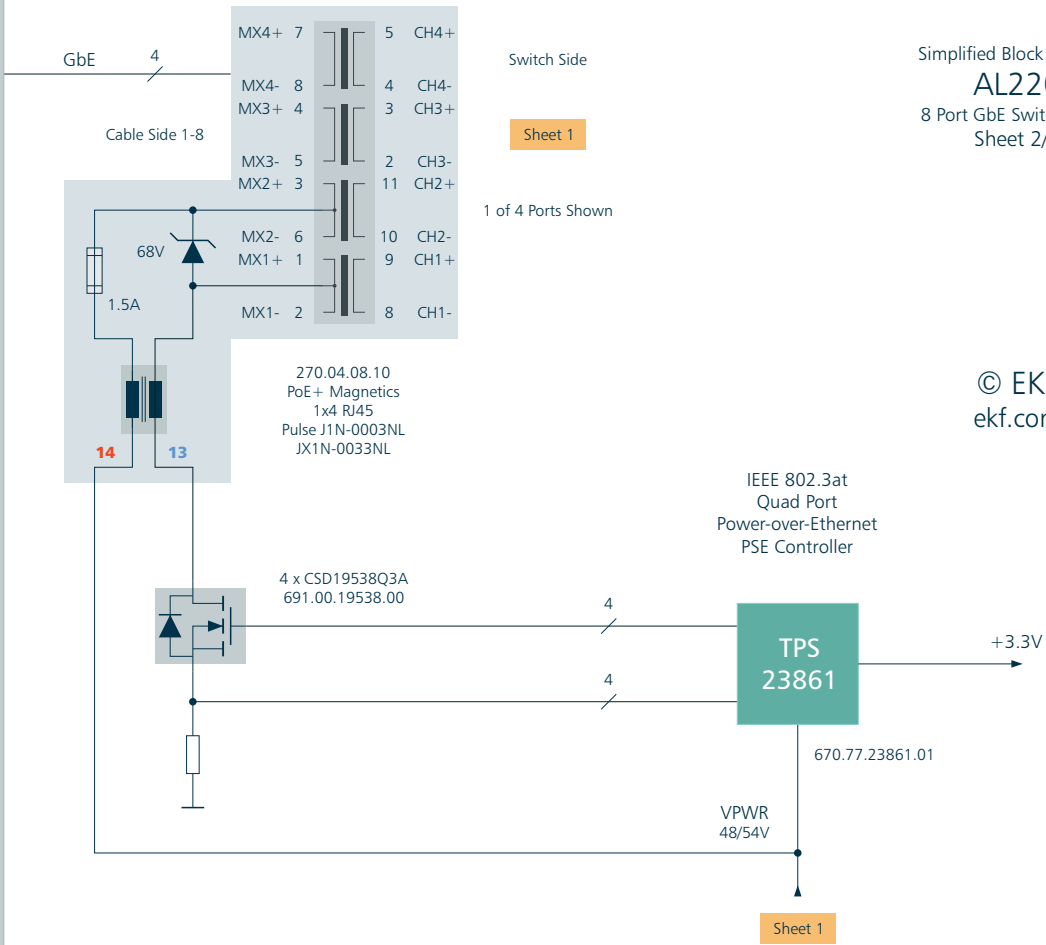 MX4+ 7 5 CH4+
GbE 4
Switch Side
Simplified Block
MX4- 8 4 CH4-
AL220
MX3+ 4 3 CH3+
8 Port GbE Swit
Cable Side 1-8
Sheet 1
Sheet 2/
MX3- 5 2 CH3-
MX2+ 3 11 CH2+
1 of 4 Ports Shown
MX2- 6 10 CH2-
68V
MX1+ 1 9 CH1+
1.5A
MX1- 2 8 CH1-
270.04.08.10
PoE+ Magnetics
1x4 RJ45
Pulse J1N-0003NL
JX1N-0033NL
© EK
ekf.com
14 13
IEEE 802.3at
Quad Port
Power-over-Ethernet
PSE Controller
4 x CSD19538Q3A
691.00.19538.00
4
TPS
23861
+3.3V
4
670.77.23861.01
VPWR
48/54V
Sheet 1